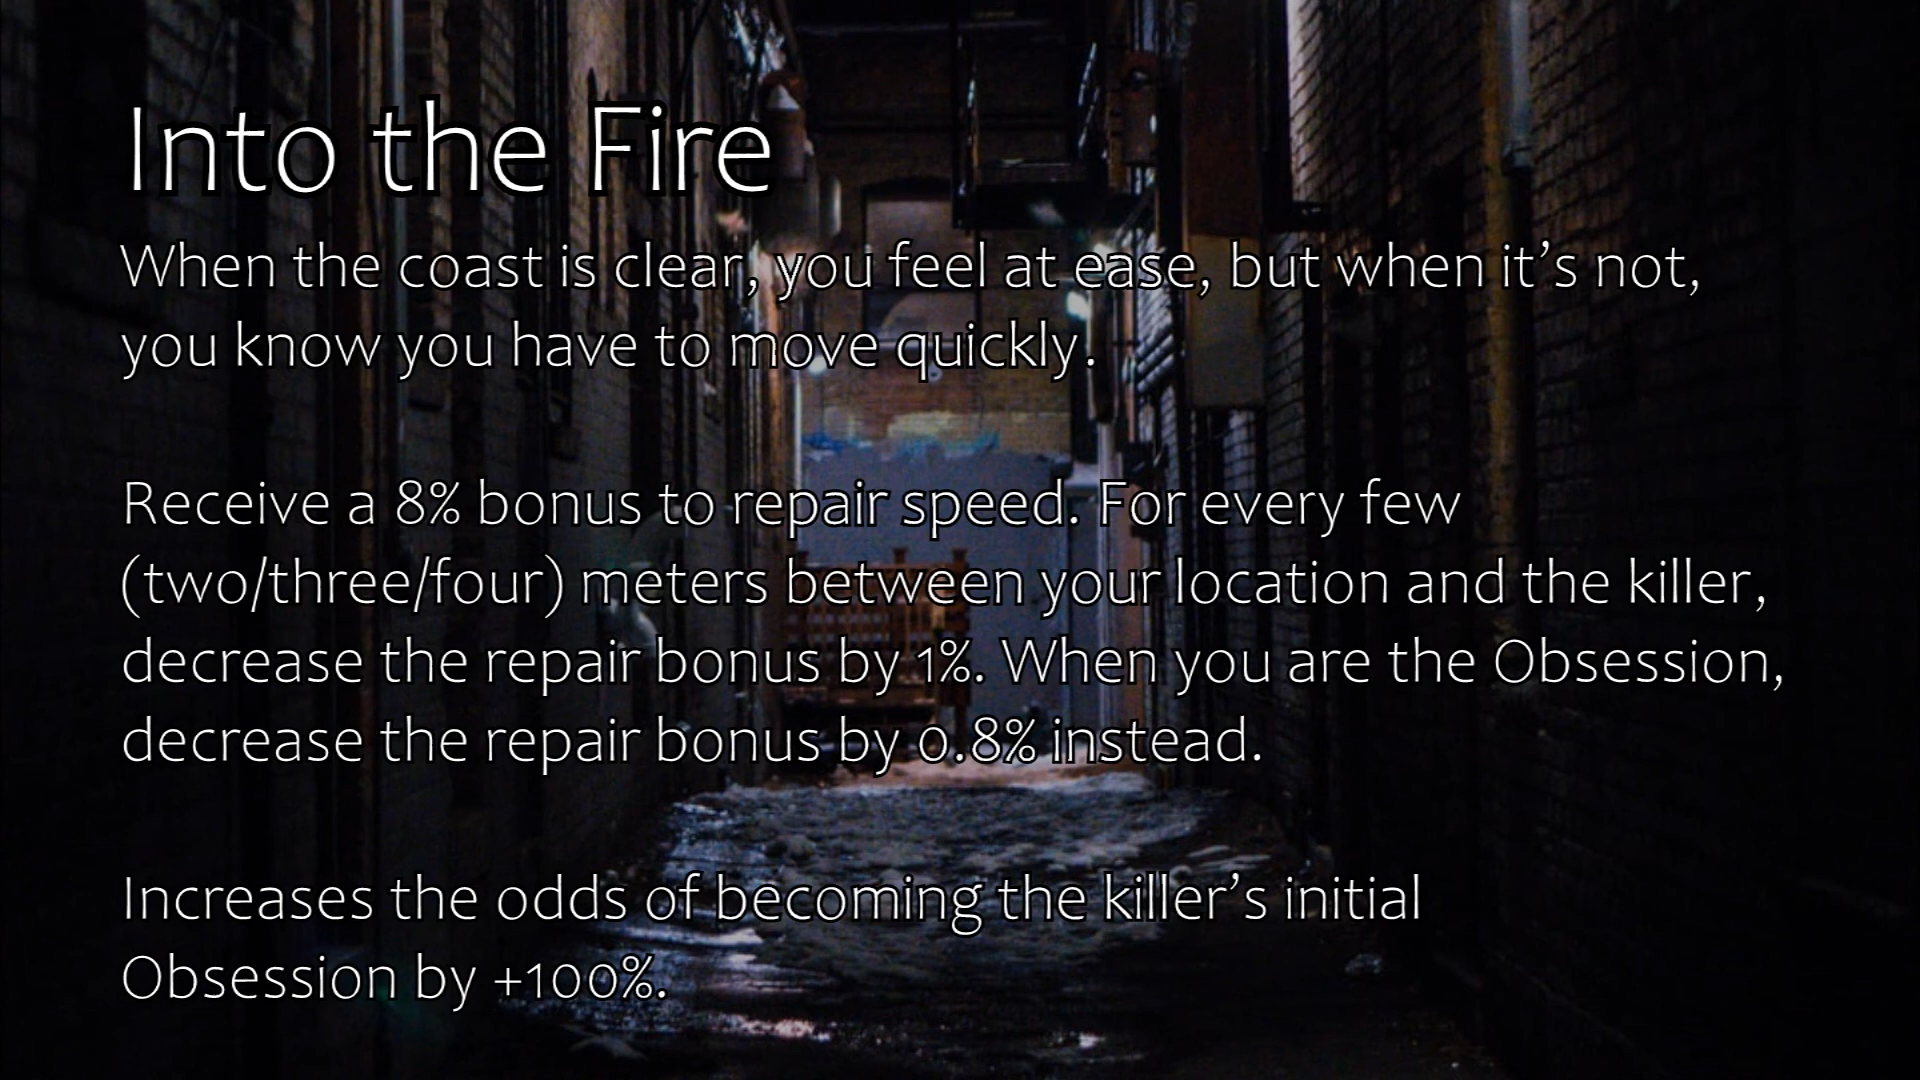 Into the Fire
When the coast is clear, you feel at ease, but when it’s not,
you know you have to move quickly.
Receive a 8% bonus to repair speed. For every few
(two/three/four) meters between your location and the killer,
decrease the repair bonus by 1%. When you are the Obsession,
decrease the repair bonus by 0.8% instead.
Increases the odds of becoming the killer’s initial
Obsession by +100%.